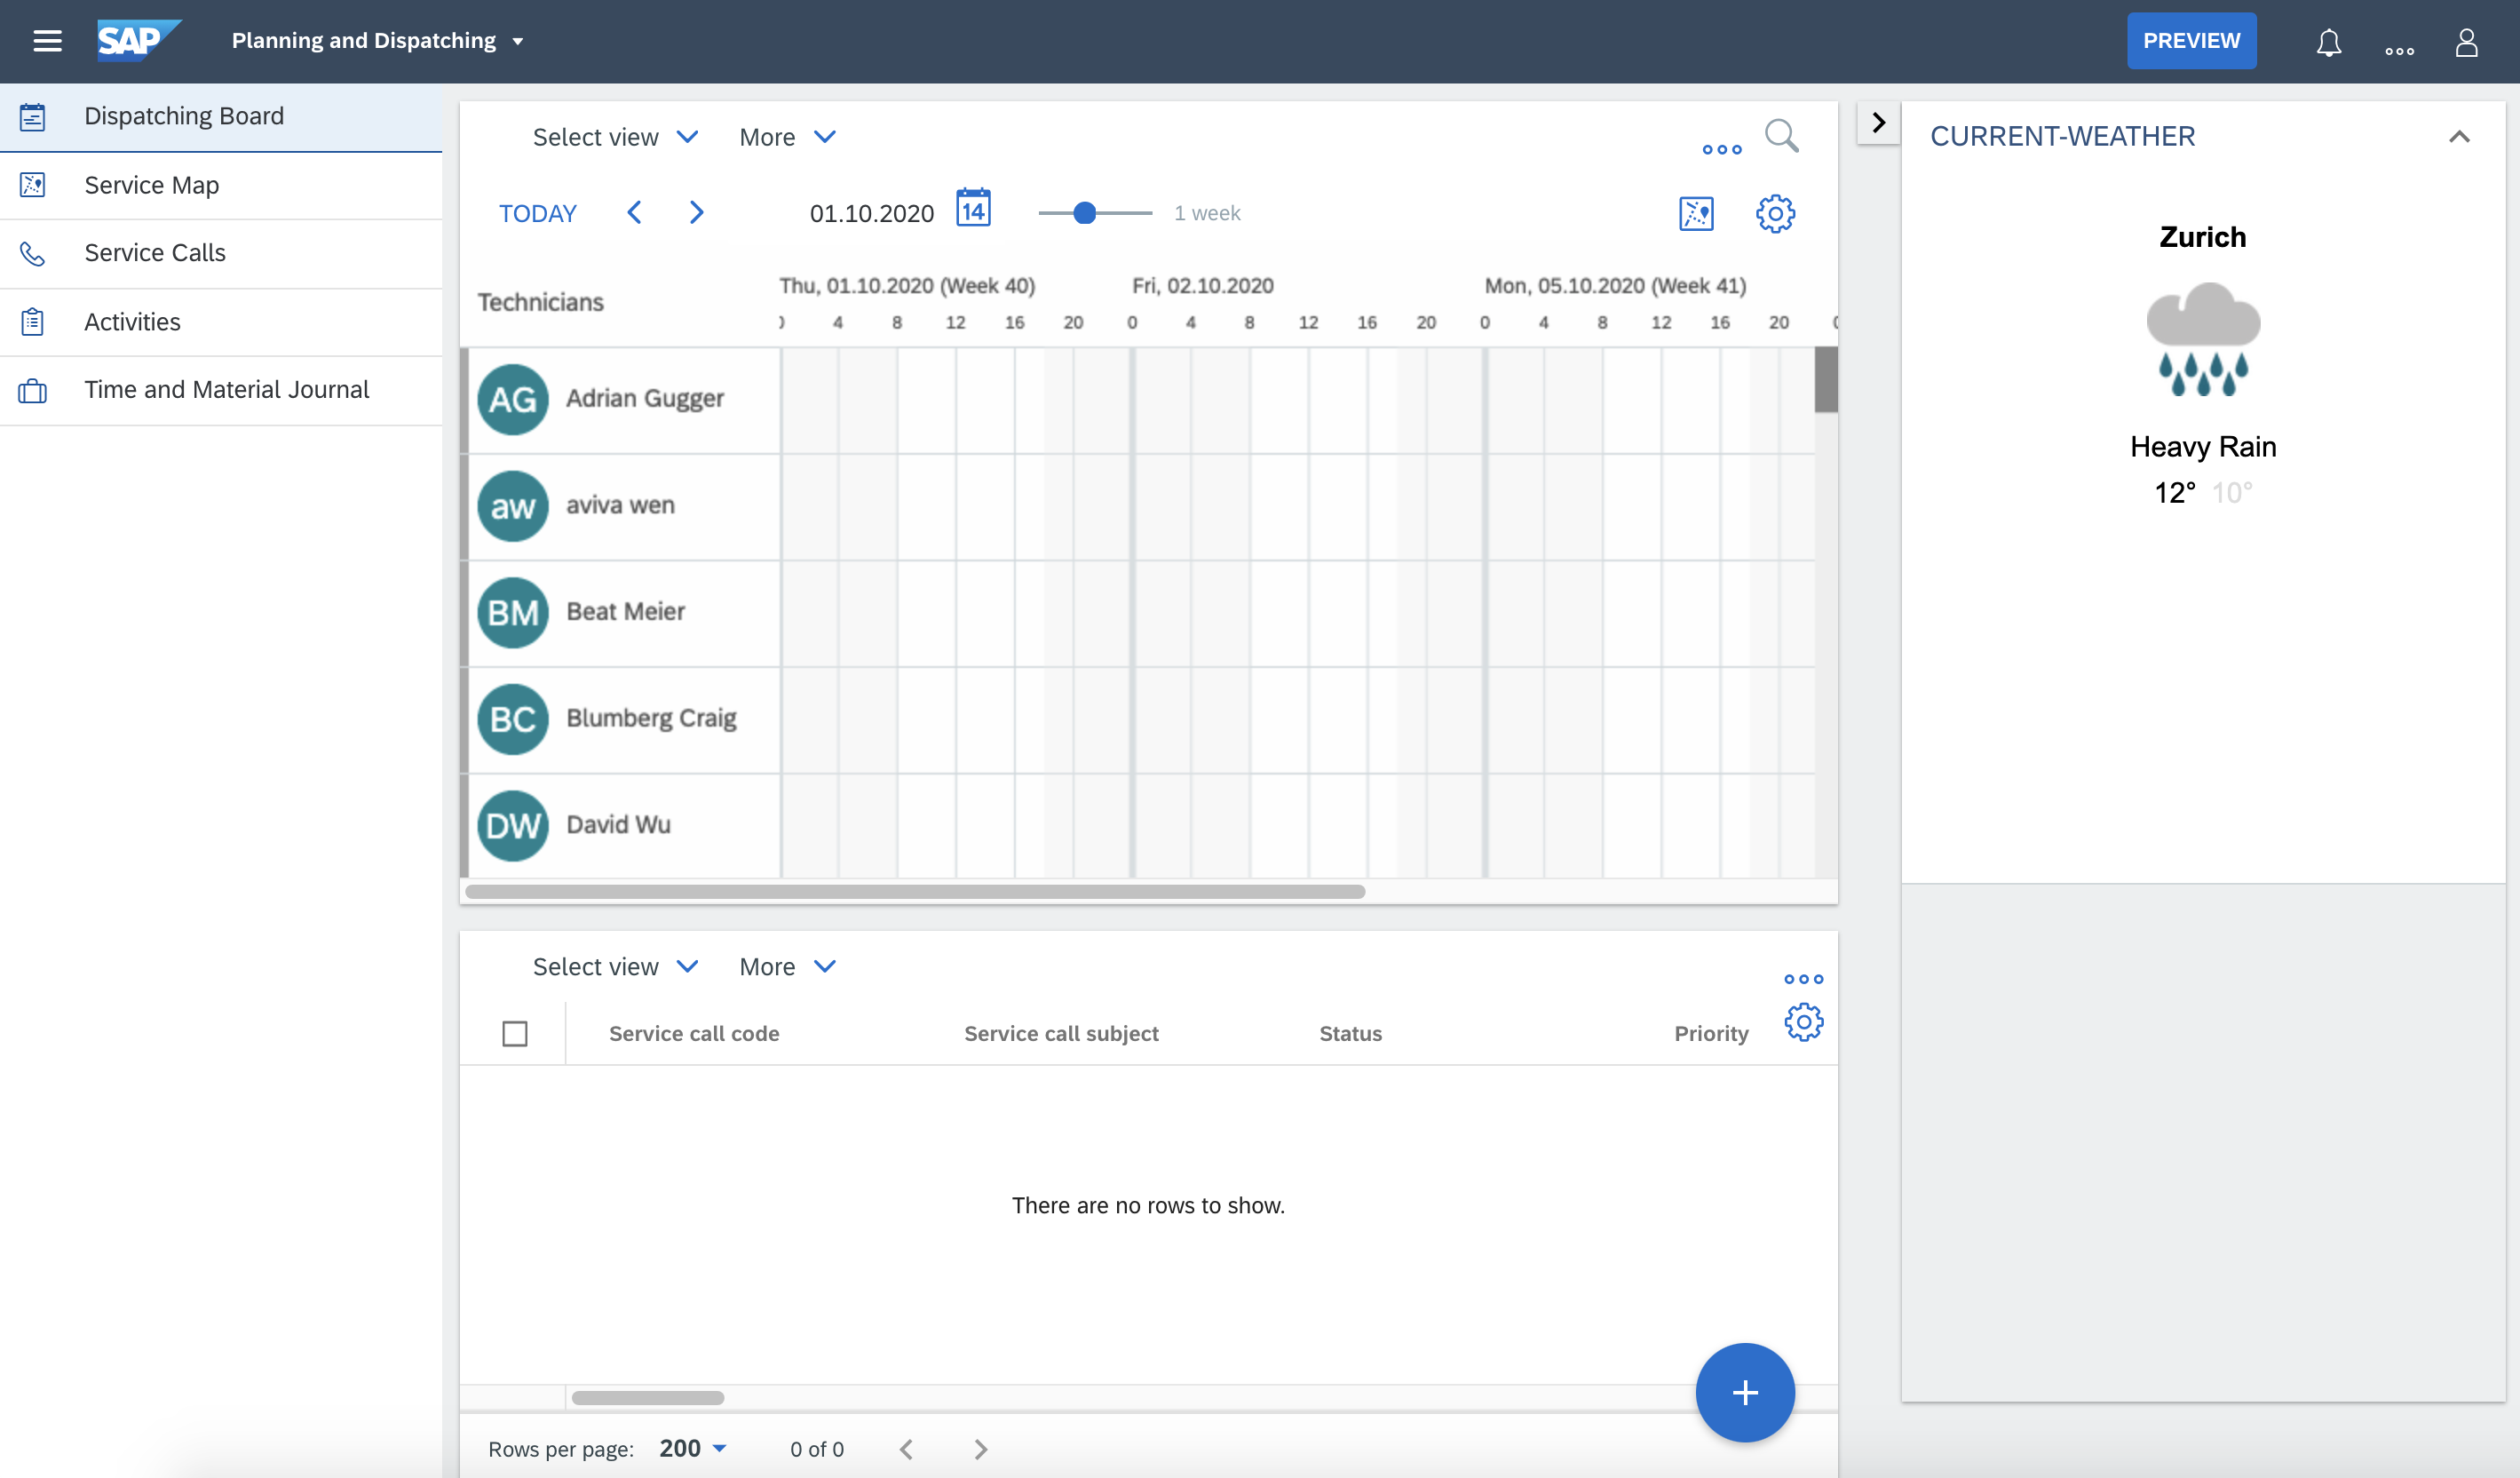 SAP Planning and Dispatching PREVIEW
Dispatching Board
Service Map
Service Calls
Activities
Time and Material Journal
Select view More
TODAY 01.10.2020 14 1 week
Technicians
Thu, 01.10.2020 (Week 40) Fri, 02.10.2020 Mon, 05.10.2020 (Week 41)
4 8 12 16 20 0 4 8 12 16 20 0 4 8 12 16 20
AG Adrian Gugger
aw aviva wen
BM Beat Meier
BC Blumberg Craig
DW David Wu
Select view More
Service call code Service call subject Status Priority
There are no rows to show.
+
Rows per page: 200 0 of 0
CURRENT-WEATHER
Zurich
Heavy Rain
12° 10°